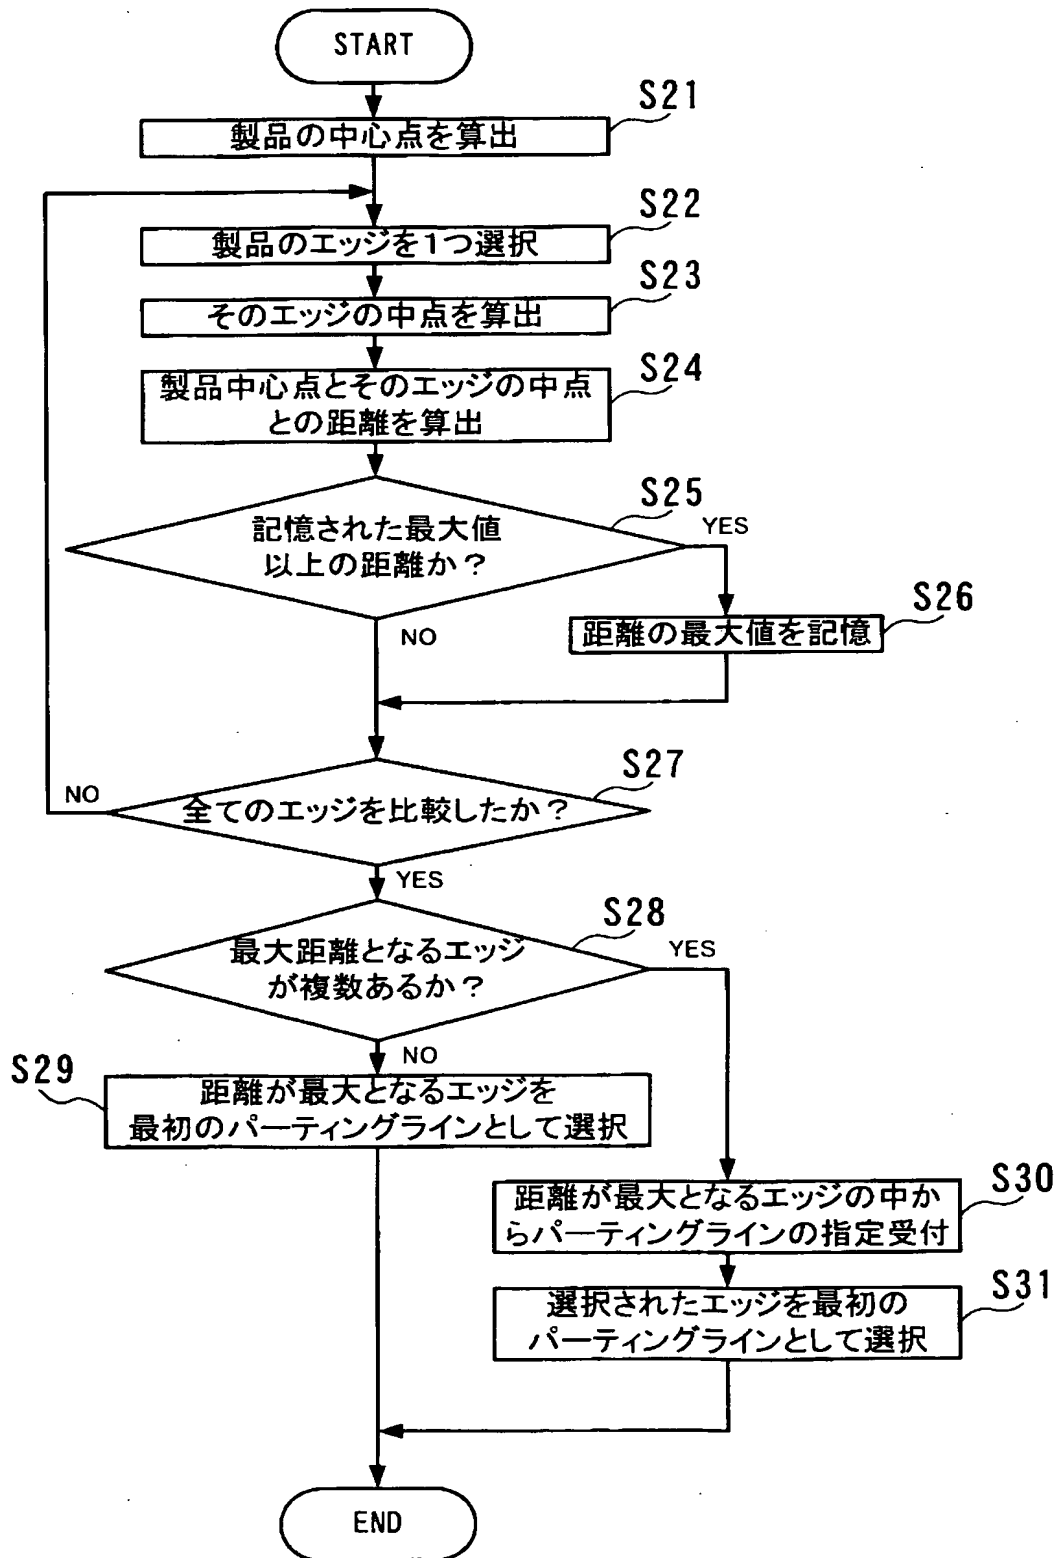 START
S21
製品の中心点を算出
S22
製品のエッジを1つ選択
S23
そのエッジの中点を算出
S24
製品中心点とそのエッジの中点
との距離を算出
S25
記憶された最大値
以上の距離か？
YES
S26
距離の最大値を記憶
NO
S27
全てのエッジを比較したか？
NO
YES
S28
最大距離となるエッジ
が複数あるか？
YES
NO
S29
距離が最大となるエッジを
最初のパーティングラインとして選択
S30
距離が最大となるエッジの中か
らパーティングラインの指定受付
S31
選択されたエッジを最初の
パーティングラインとして選択
END